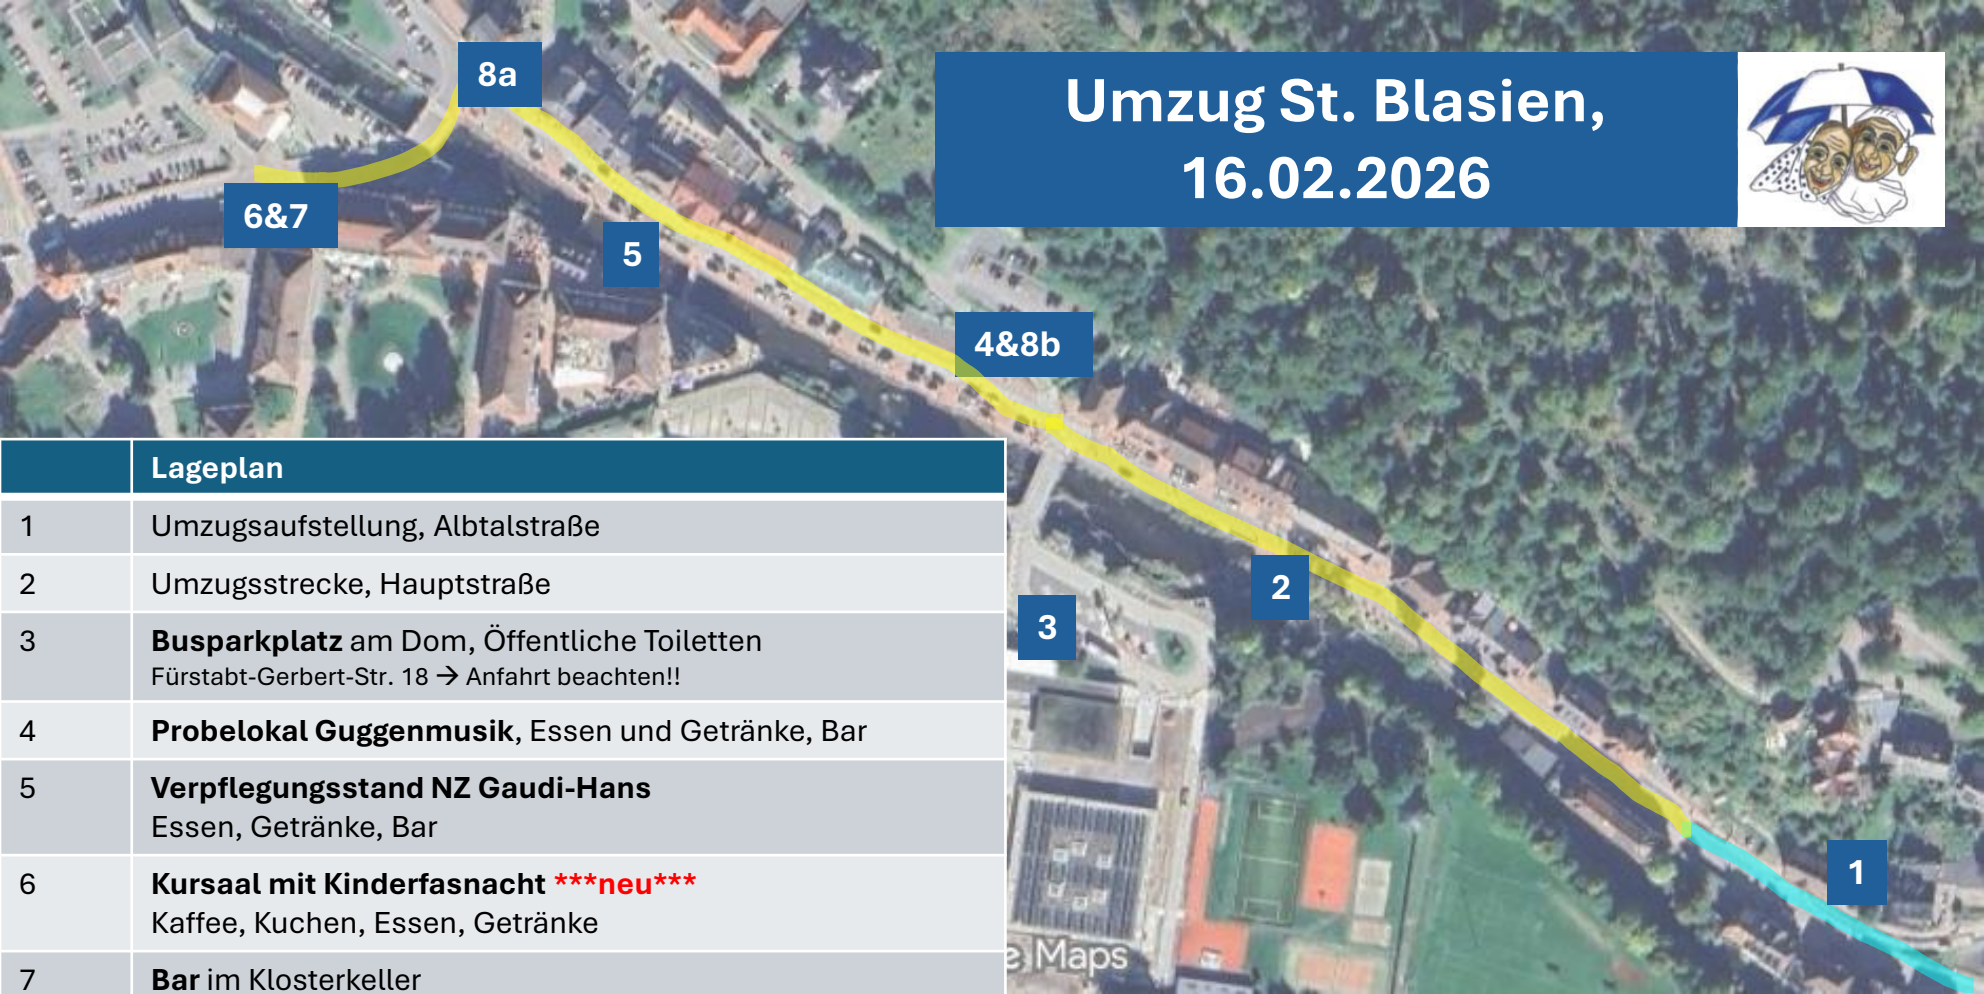 8a
Umzug St. Blasien,
16.02.2026
6&7
5
4&8b
2
3
1
Lageplan
1 Umzugsaufstellung, Albtalstraße
2 Umzugsstrecke, Hauptstraße
3 Busparkplatz am Dom, Öffentliche Toiletten
Fürstabt-Gerbert-Str. 18 → Anfahrt beachten!!
4 Probelokal Guggenmusik, Essen und Getränke, Bar
5 Verpflegungsstand NZ Gaudi-Hans
Essen, Getränke, Bar
6 Kursaal mit Kinderfasnacht ***neu***
Kaffee, Kuchen, Essen, Getränke
7 Bar im Klosterkeller
e Maps